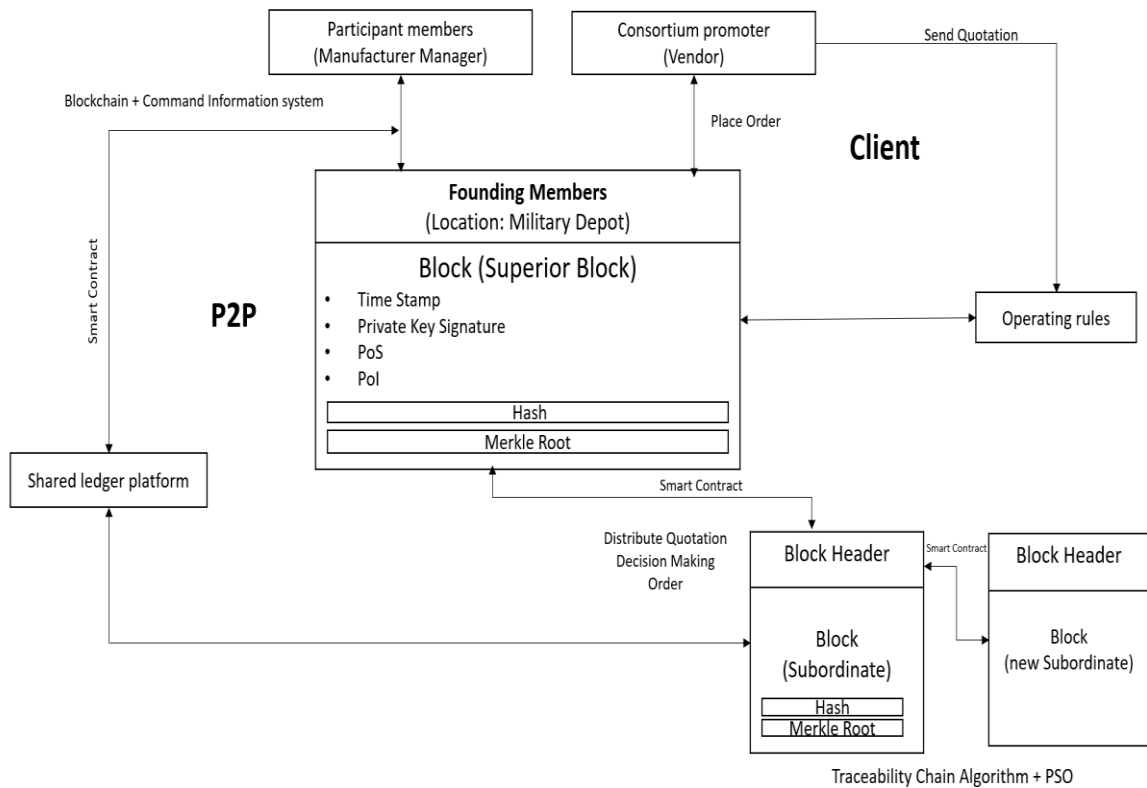 Participant members
(Manufacturer Manager)
Consortium promoter
(Vendor)
Send Quotation
Blockchain + Command Information system
Place Order
Client
Founding Members
(Location: Military Depot)
Block (Superior Block)
• Time Stamp
• Private Key Signature
• PoS
• PoI
Hash
Merkle Root
P2P
Smart Contract
Operating rules
Shared ledger platform
Smart Contract
Distribute Quotation
Decision Making
Order
Block Header
Block
(Subordinate)
Hash
Merkle Root
Smart Contract
Block Header
Block
(new Subordinate)
Traceability Chain Algorithm + PSO